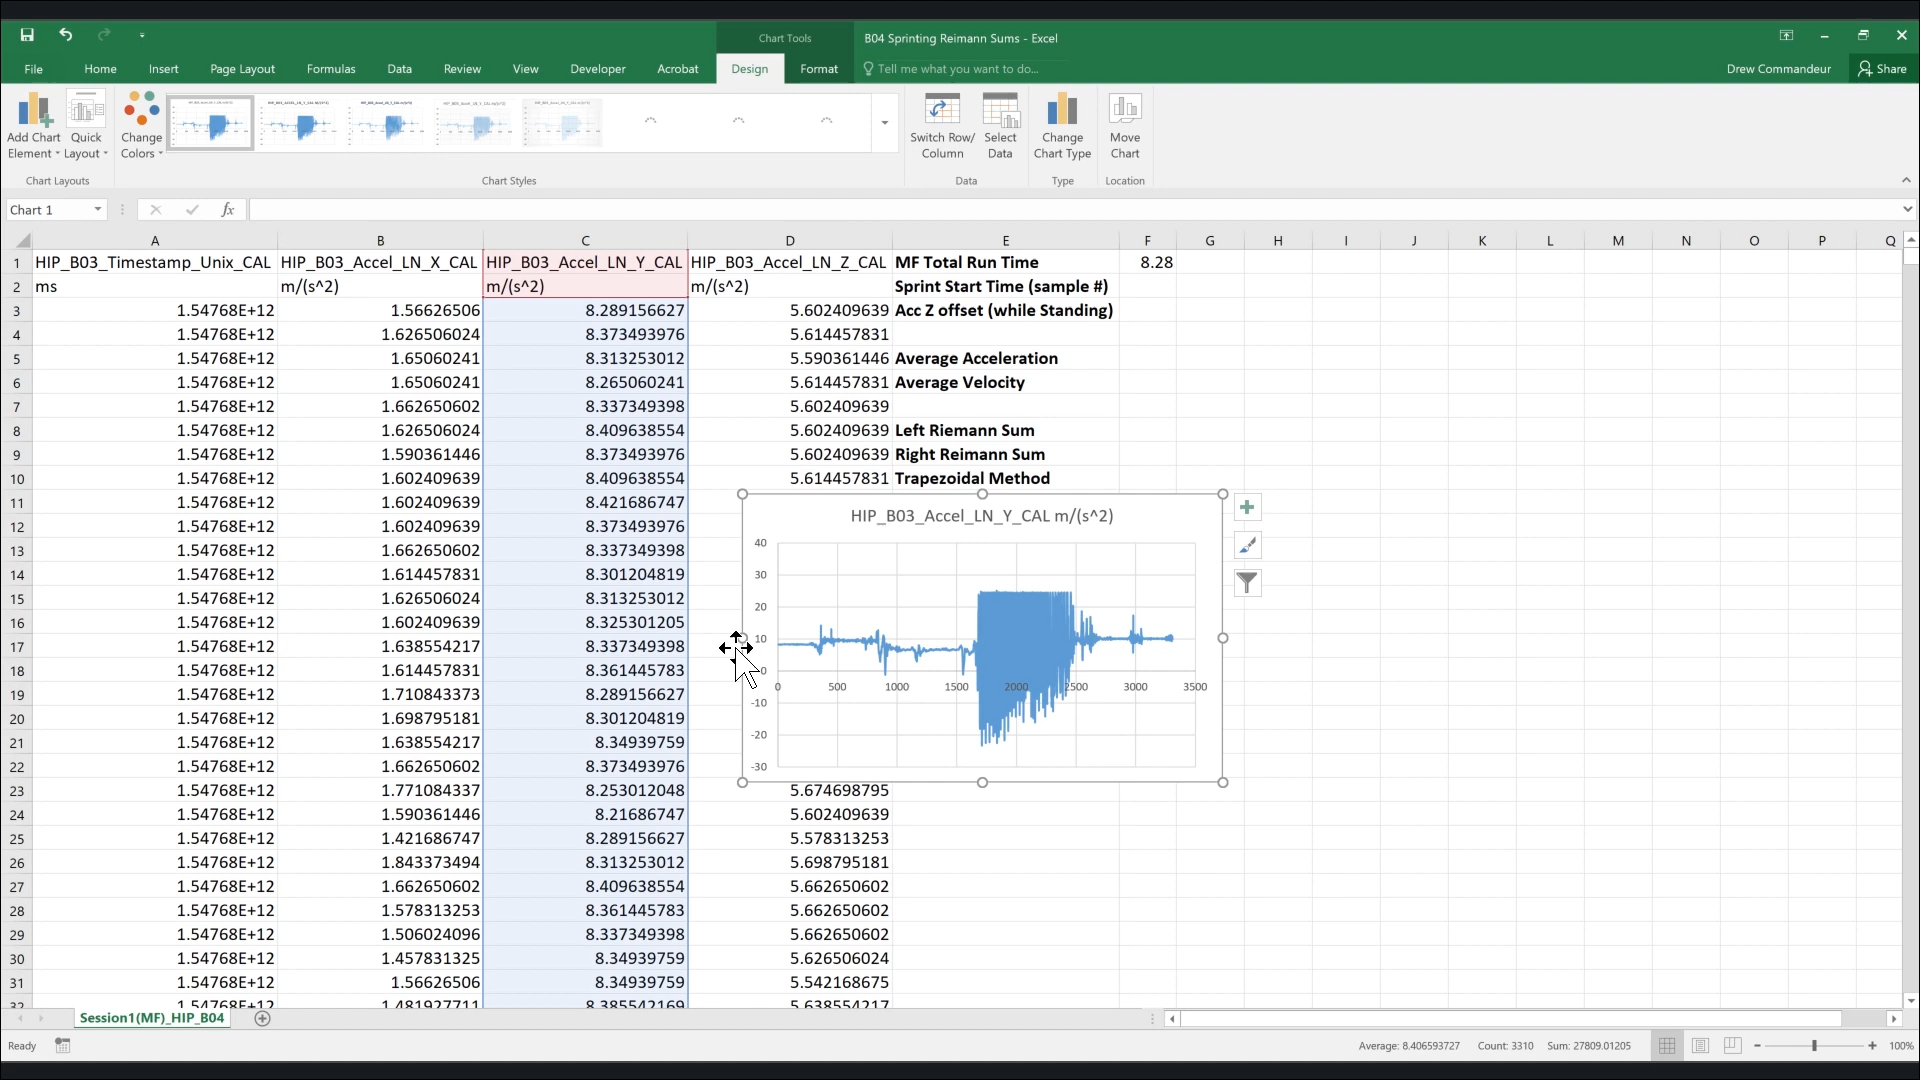 Chart Tools
B04 Sprinting Reimann Sums - Excel
File Home Insert Page Layout Formulas Data Review View Developer Acrobat Design Format Tell me what you want to do... Drew Commandeur Share
Add Chart Element Quick Layout Change Colors Switch Row/ Column Select Data Change Chart Type Move Chart
Chart Layouts Chart Styles Data Type Location
Chart 1 fx
A B C D E F G H I J K L M N O P Q
1 HIP_B03_Timestamp_Unix_CAL HIP_B03_Accel_LN_X_CAL HIP_B03_Accel_LN_Y_CAL HIP_B03_Accel_LN_Z_CAL MF Total Run Time 8.28
2 ms m/(s^2) m/(s^2) m/(s^2) Sprint Start Time (sample #)
3 1.54768E+12 1.56626506 8.289156627 5.602409639 Acc Z offset (while Standing)
4 1.54768E+12 1.626506024 8.373493976 5.614457831
5 1.54768E+12 1.65060241 8.313253012 5.590361446 Average Acceleration
6 1.54768E+12 1.65060241 8.265060241 5.614457831 Average Velocity
7 1.54768E+12 1.662650602 8.337349398 5.602409639
8 1.54768E+12 1.626506024 8.409638554 5.602409639 Left Riemann Sum
9 1.54768E+12 1.590361446 8.373493976 5.602409639 Right Reimann Sum
10 1.54768E+12 1.602409639 8.409638554 5.614457831 Trapezoidal Method
11 1.54768E+12 1.602409639 8.421686747
12 1.54768E+12 1.602409639 8.373493976
13 1.54768E+12 1.662650602 8.337349398
14 1.54768E+12 1.614457831 8.301204819
15 1.54768E+12 1.626506024 8.313253012
16 1.54768E+12 1.602409639 8.325301205
17 1.54768E+12 1.638554217 8.337349398
18 1.54768E+12 1.614457831 8.361445783
19 1.54768E+12 1.710843373 8.289156627
20 1.54768E+12 1.698795181 8.301204819
21 1.54768E+12 1.638554217 8.34939759
22 1.54768E+12 1.662650602 8.373493976
23 1.54768E+12 1.771084337 8.253012048 5.674698795
24 1.54768E+12 1.590361446 8.21686747 5.602409639
25 1.54768E+12 1.421686747 8.289156627 5.578313253
26 1.54768E+12 1.843373494 8.313253012 5.698795181
27 1.54768E+12 1.662650602 8.409638554 5.662650602
28 1.54768E+12 1.578313253 8.361445783 5.662650602
29 1.54768E+12 1.506024096 8.337349398 5.662650602
30 1.54768E+12 1.457831325 8.34939759 5.626506024
31 1.54768E+12 1.56626506 8.34939759 5.542168675
32 1.54768E+12 1.481927711 8.385542169 5.638554217
HIP_B03_Accel_LN_Y_CAL m/(s^2)
40
30
20
10
0
0 500 1000 1500 2000 2500 3000 3500
-10
-20
-30
Session1(MF)_HIP_B04
Ready Average: 8.406593727 Count: 3310 Sum: 27809.01205 100%